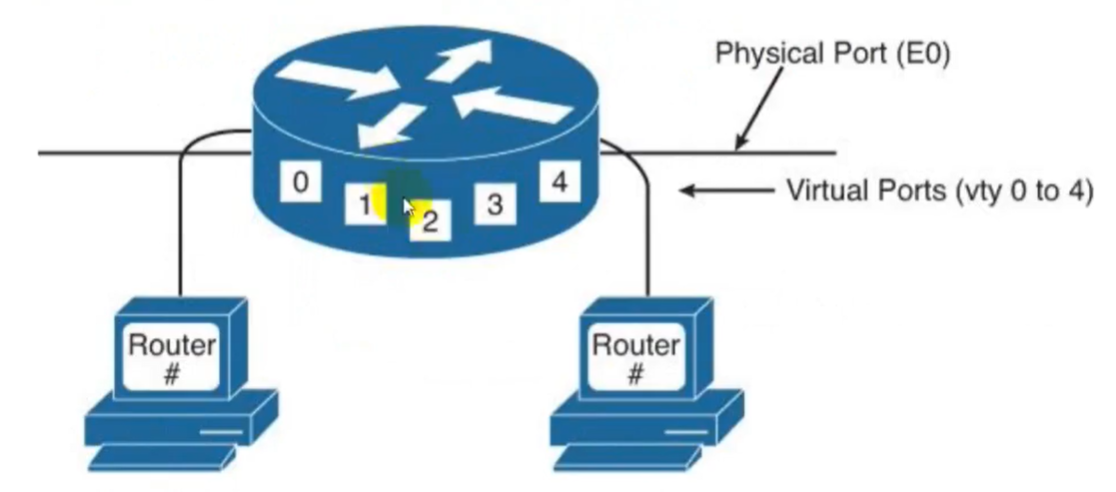 Physical Port (E0)
0
1
2
3
4
Virtual Ports (vty 0 to 4)
Router
#
Router
#